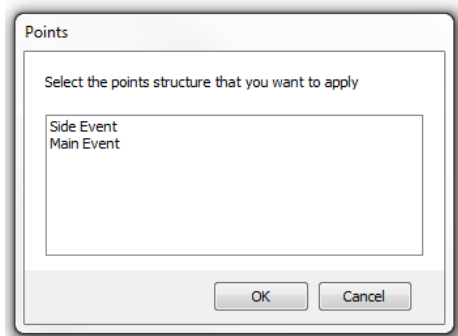 Points
Select the points structure that you want to apply
Side Event
Main Event
OK Cancel